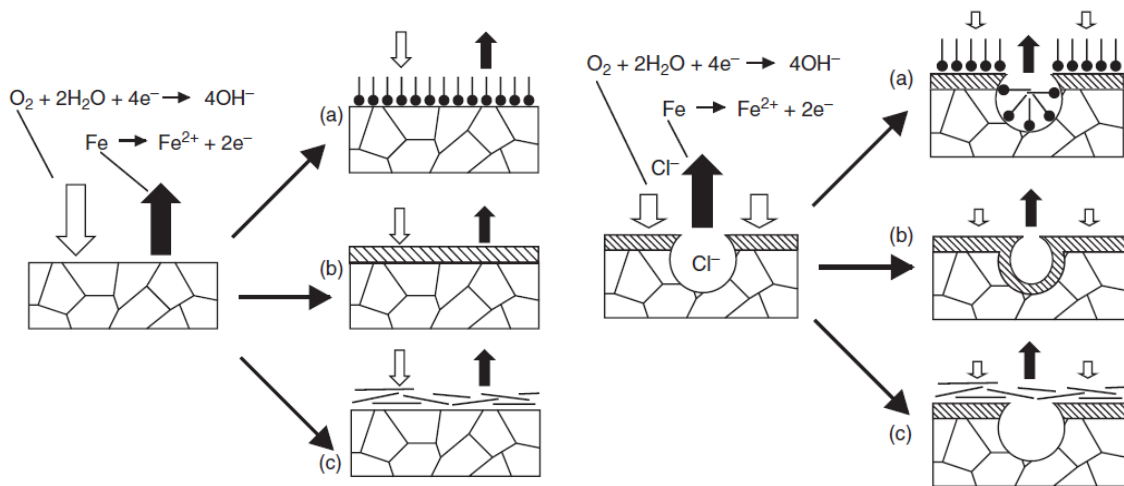 O₂ + 2H₂O + 4e⁻ → 4OH⁻
Fe → Fe²⁺ + 2e⁻
(a)
(b)
(c)
O₂ + 2H₂O + 4e⁻ → 4OH⁻
Fe → Fe²⁺ + 2e⁻
Cl⁻
Cl⁻
(a)
(b)
(c)